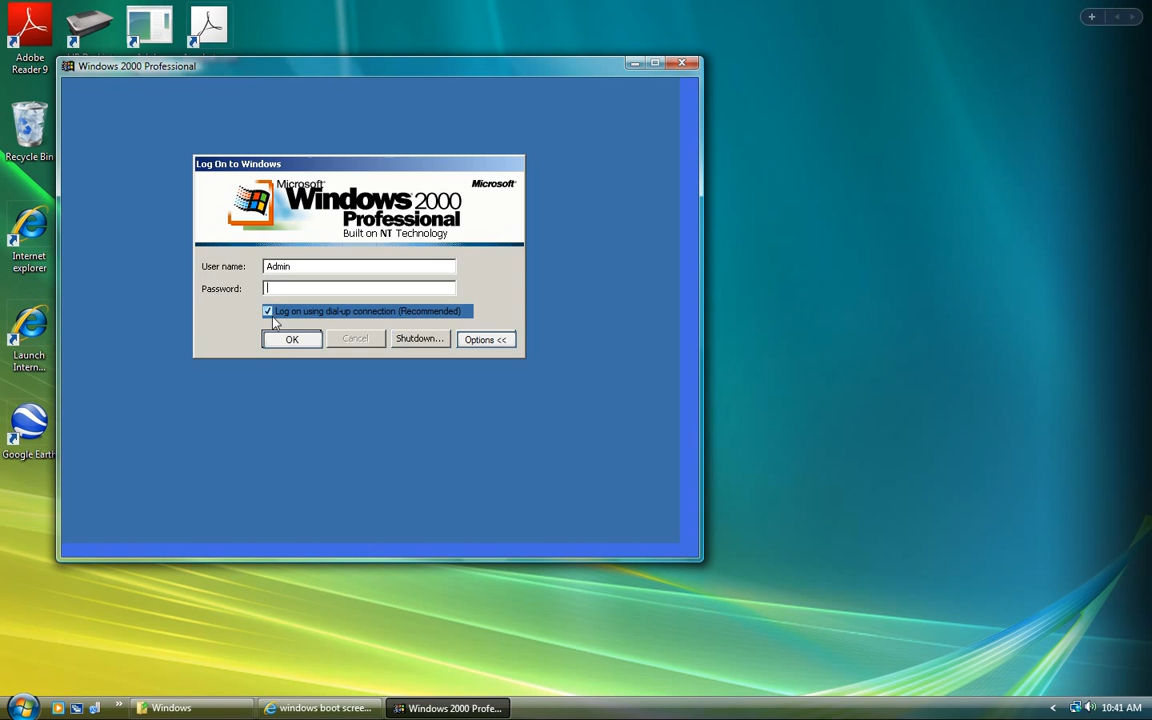 Adobe
Reader 9
Recycle Bin
Internet
explorer
Launch
Intern...
Google Earth
Windows 2000 Professional
Log On to Windows
Microsoft
Microsoft
Windows 2000
Professional
Built on NT Technology
User name:
Admin
Password:
Log on using dial-up connection (Recommended)
OK
Cancel
Shutdown...
Options <<
Windows
windows boot scree...
Windows 2000 Profe...
10:41 AM